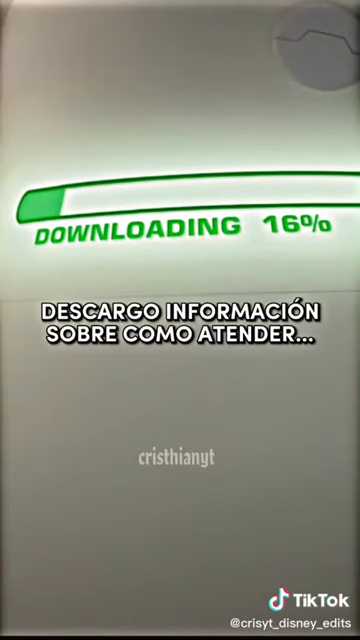 DOWNLOADING 16%
DESCARGO INFORMACIÓN
SOBRE COMO ATENDER...
cristhianyt
TikTok
@crisyt_disney_edits